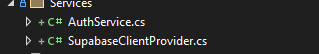 Services
+ C# AuthService.cs
+ C# SupabaseClientProvider.cs